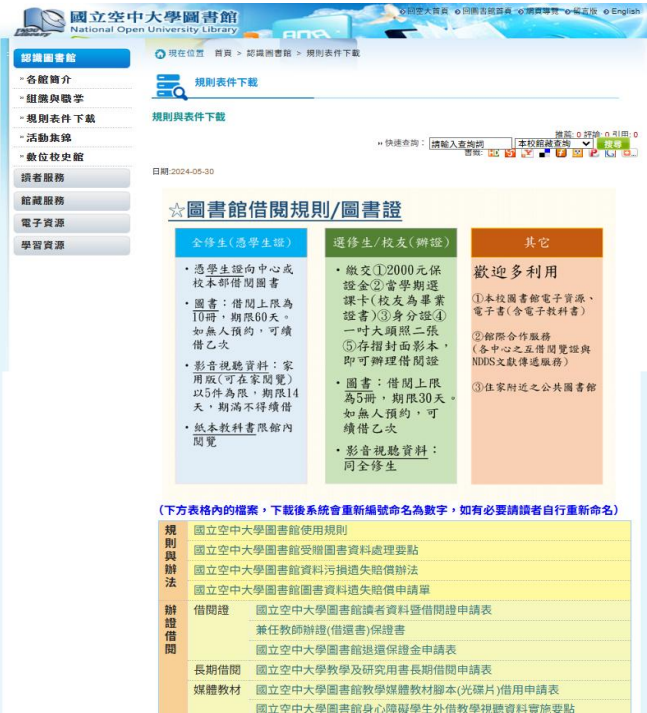 國立空中大學圖書館
National Open University Library
回空大首頁 回圖書館首頁 網頁導覽 留言版 English
認識圖書館
各館簡介
組織與職掌
規則表件下載
活動集錦
數位校史館
讀者服務
館藏服務
電子資源
學習資源
現在位置 首頁 > 認識圖書館 > 規則表件下載
規則表件下載
規則與表件下載
推薦: 0 評論: 0 引用: 0
快速查詢： 請輸入查詢詞 本校館藏查詢 搜尋
書籤:
日期:2024-05-30
☆圖書館借閱規則/圖書證
全修生(憑學生證)
• 憑學生證向中心或
校本部借閱圖書
• 圖書：借閱上限為
10冊，期限60天。
如無人預約，可續
借乙次
• 影音視聽資料：家
用版(可在家閱覽)
以5件為限，期限14
天，期滿不得續借
• 紙本教科書限館內
閱覽
選修生/校友(辦證)
• 繳交①2000元保
證金②當學期選
課卡(校友為畢業
證書)③身分證④
一吋大頭照二張
⑤存摺封面影本，
即可辦理借閱證
• 圖書：借閱上限
為5冊，期限30天。
如無人預約，可
續借乙次
• 影音視聽資料：
同全修生
其它
歡迎多利用
①本校圖書館電子資源、
電子書(含電子教科書)
②館際合作服務
(各中心之互借閱覽證與
NDDS文獻傳遞服務)
③住家附近之公共圖書館
(下方表格內的檔案，下載後系統會重新編號命名為數字，如有必要請讀者自行重新命名)
規則與辦法
國立空中大學圖書館使用規則
國立空中大學圖書館受贈圖書資料處理要點
國立空中大學圖書館資料污損遺失賠償辦法
國立空中大學圖書館圖書資料遺失賠償申請單
辦證借閱
借閱證 國立空中大學圖書館讀者資料暨借閱證申請表
兼任教師辦證(借還書)保證書
國立空中大學圖書館退還保證金申請表
長期借閱 國立空中大學教學及研究用書長期借閱申請表
媒體教材 國立空中大學圖書館教學媒體教材腳本(光碟片)借用申請表
國立空中大學圖書館身心障礙學生外借教學視聽資料實施要點